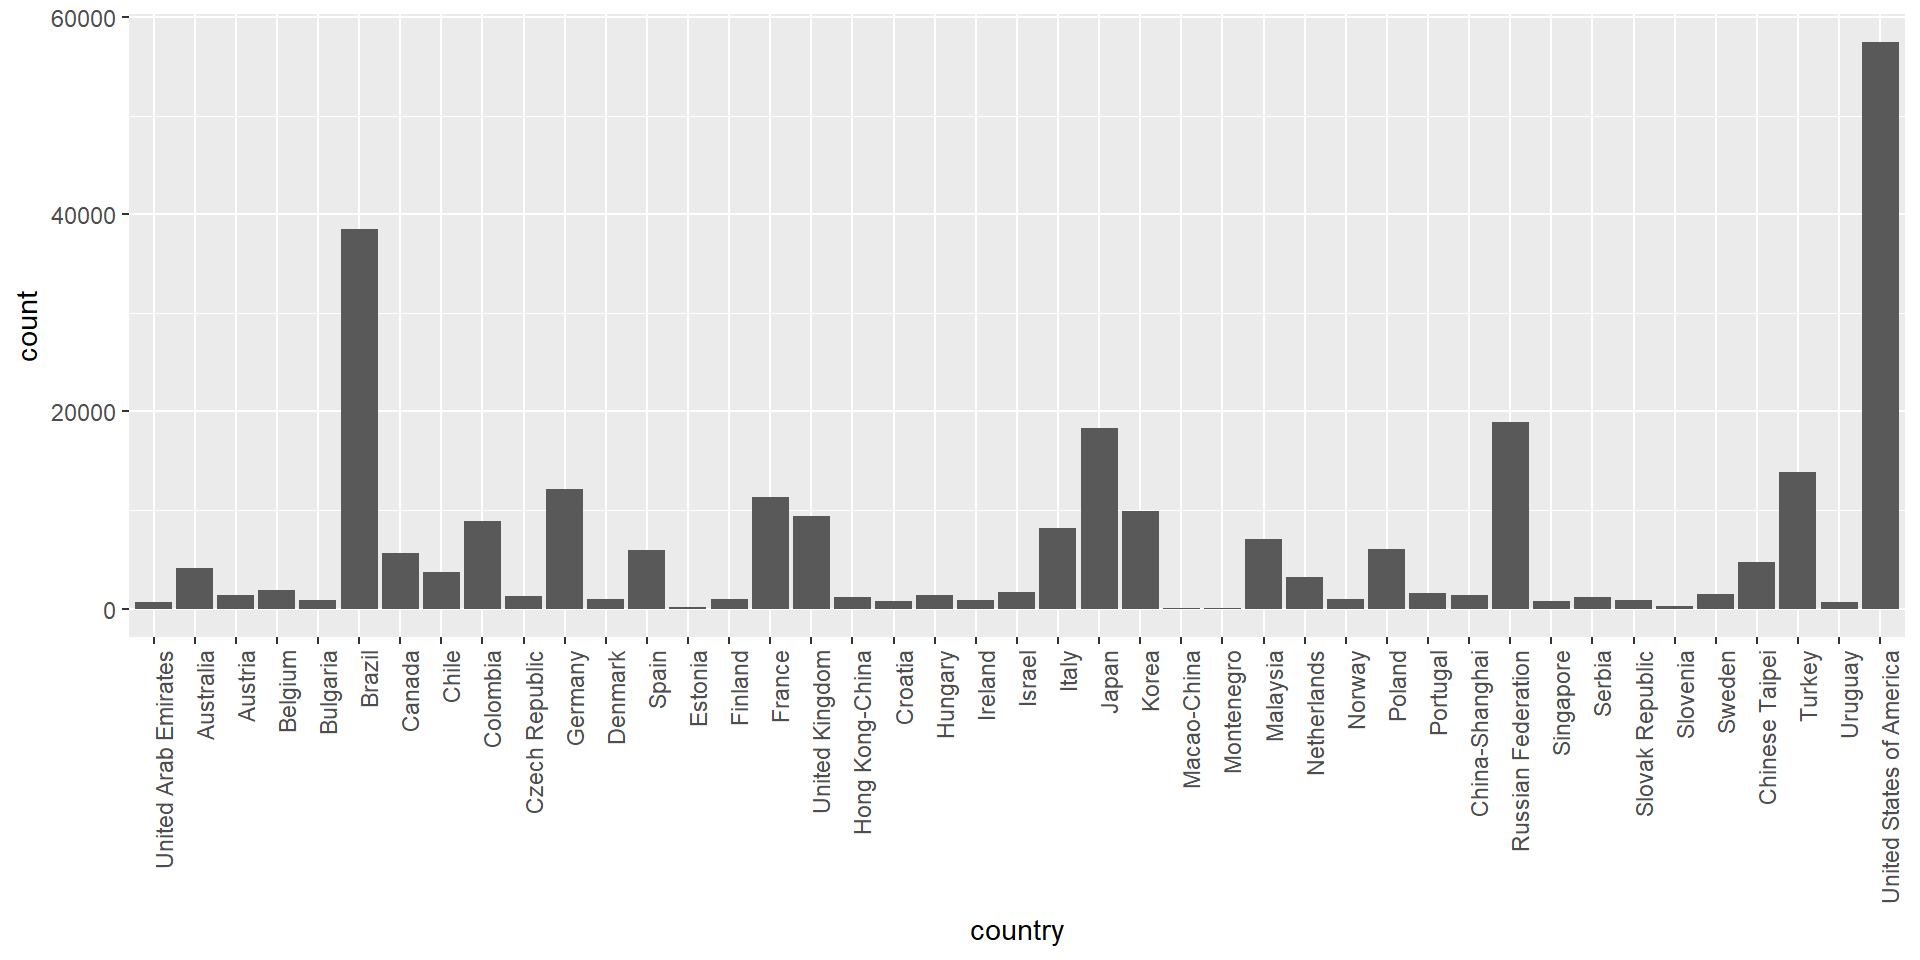 60000
40000
20000
0
count
United Arab Emirates
Australia
Austria
Belgium
Bulgaria
Brazil
Canada
Chile
Colombia
Czech Republic
Germany
Denmark
Spain
Estonia
Finland
France
United Kingdom
Hong Kong-China
Croatia
Hungary
Ireland
Israel
Italy
Japan
Korea
Macao-China
Montenegro
Malaysia
Netherlands
Norway
Poland
Portugal
China-Shanghai
Russian Federation
Singapore
Serbia
Slovak Republic
Slovenia
Sweden
Chinese Taipei
Turkey
Uruguay
United States of America
country